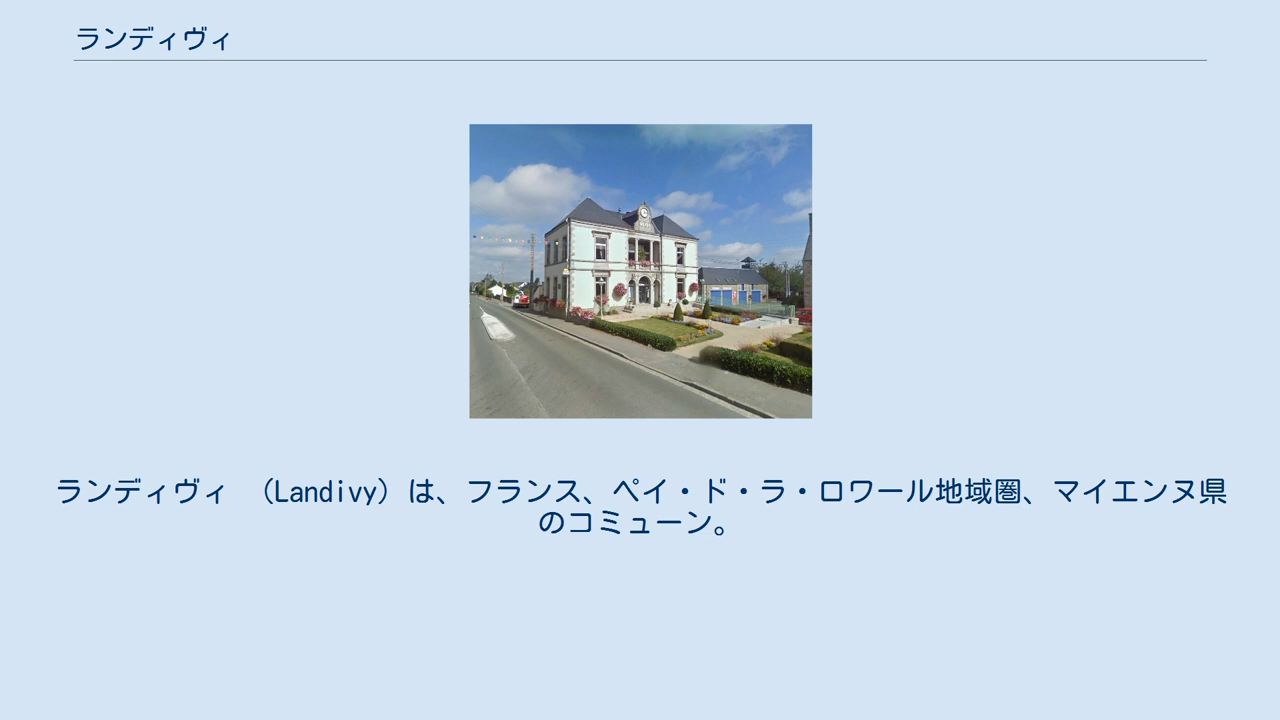 ランディヴィ
ランディヴィ （Landivy）は、フランス、ペイ・ド・ラ・ロワール地域圏、マイエンヌ県
のコミューン。